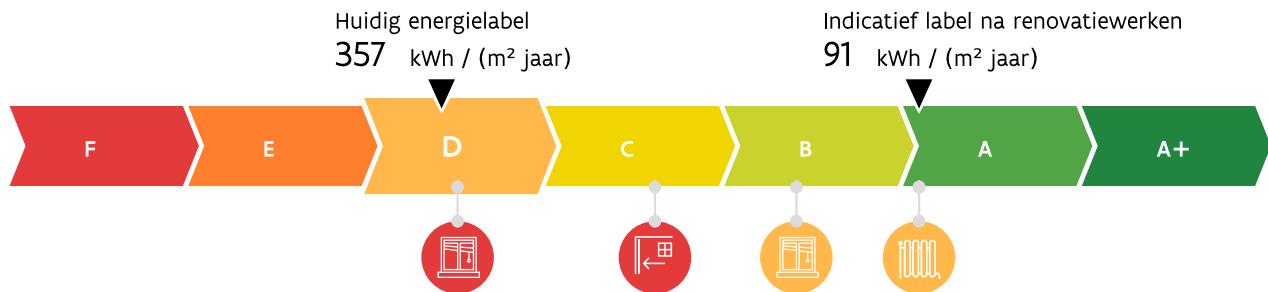 Huidig energielabel
357 kWh / (m² jaar)
Indicatief label na renovatiewerken
91 kWh / (m² jaar)
F E D C B A A+